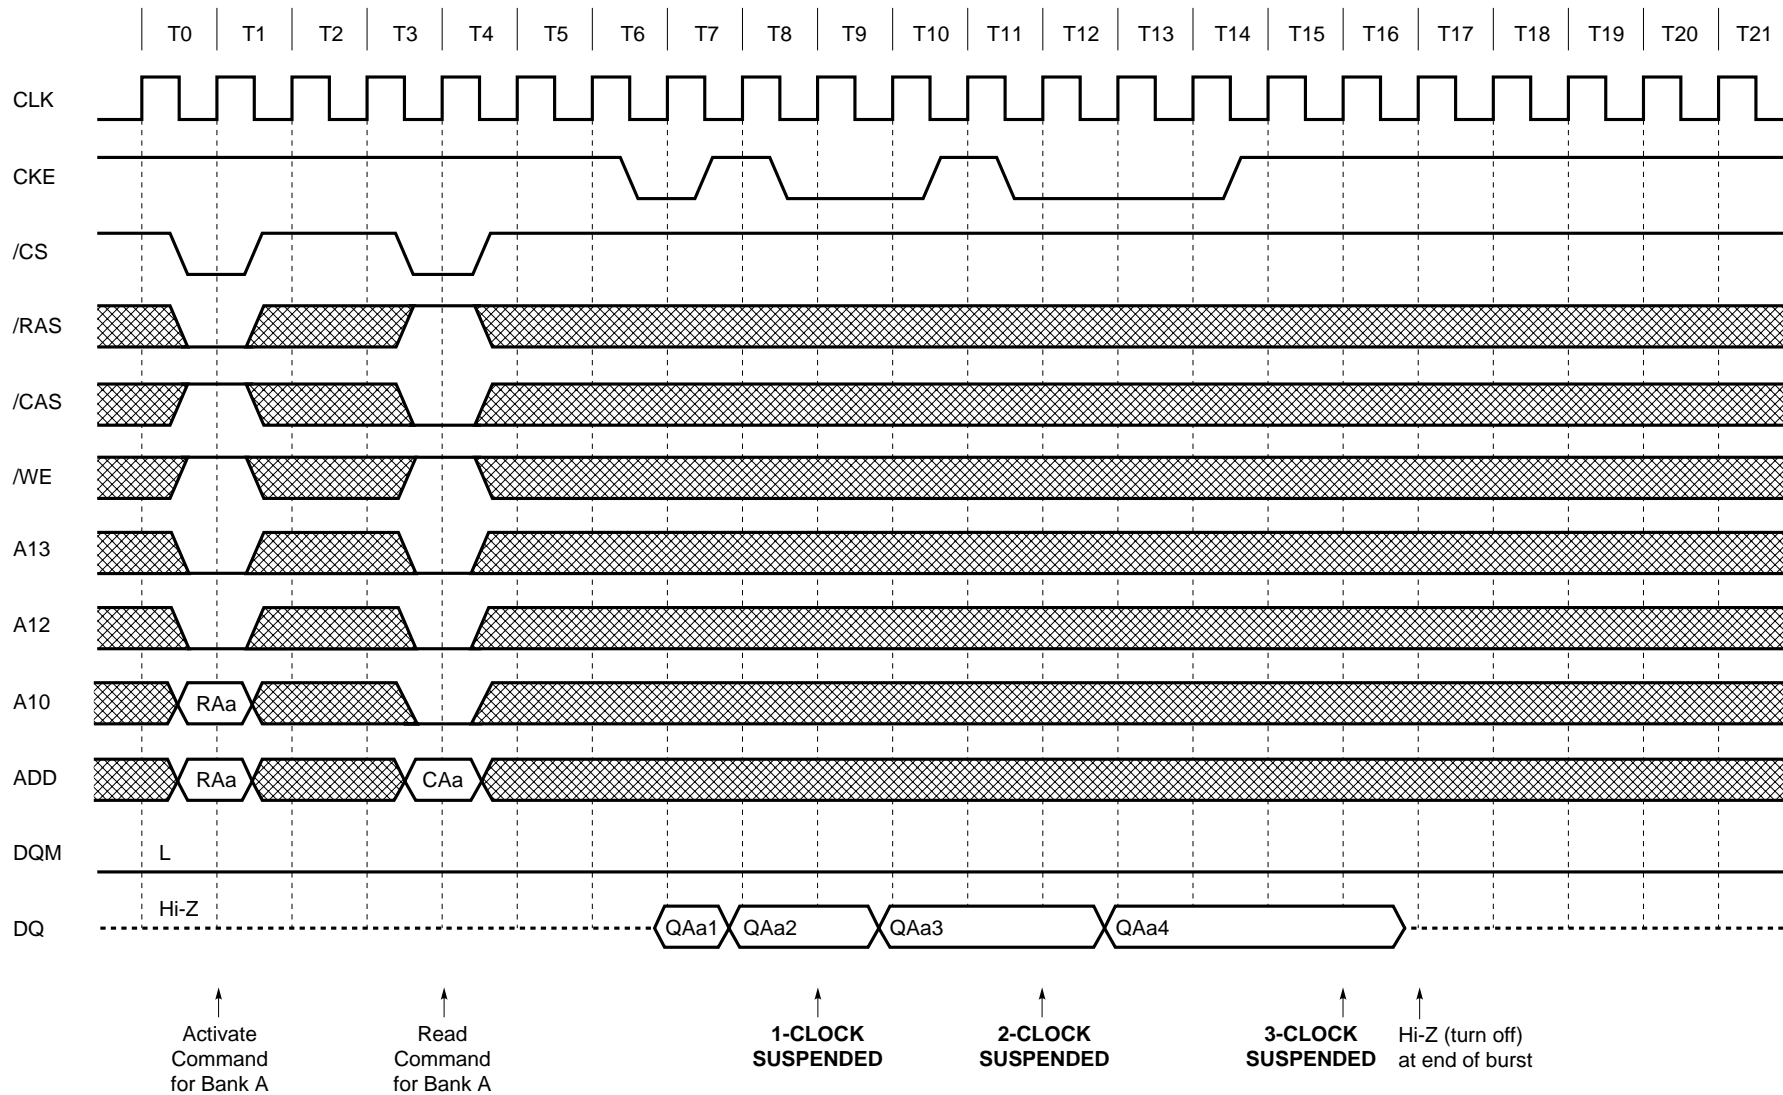 T0 T1 T2 T3 T4 T5 T6 T7 T8 T9 T10 T11 T12 T13 T14 T15 T16 T17 T18 T19 T20 T21
CLK
CKE
/CS
/RAS
/CAS
/WE
A13
A12
A10 RAa
ADD RAa CAa
DQM L
Hi-Z
DQ QAa1 QAa2 QAa3 QAa4
Activate
Command
for Bank A
Read
Command
for Bank A
1-CLOCK
SUSPENDED
2-CLOCK
SUSPENDED
3-CLOCK
SUSPENDED
Hi-Z (turn off)
at end of burst